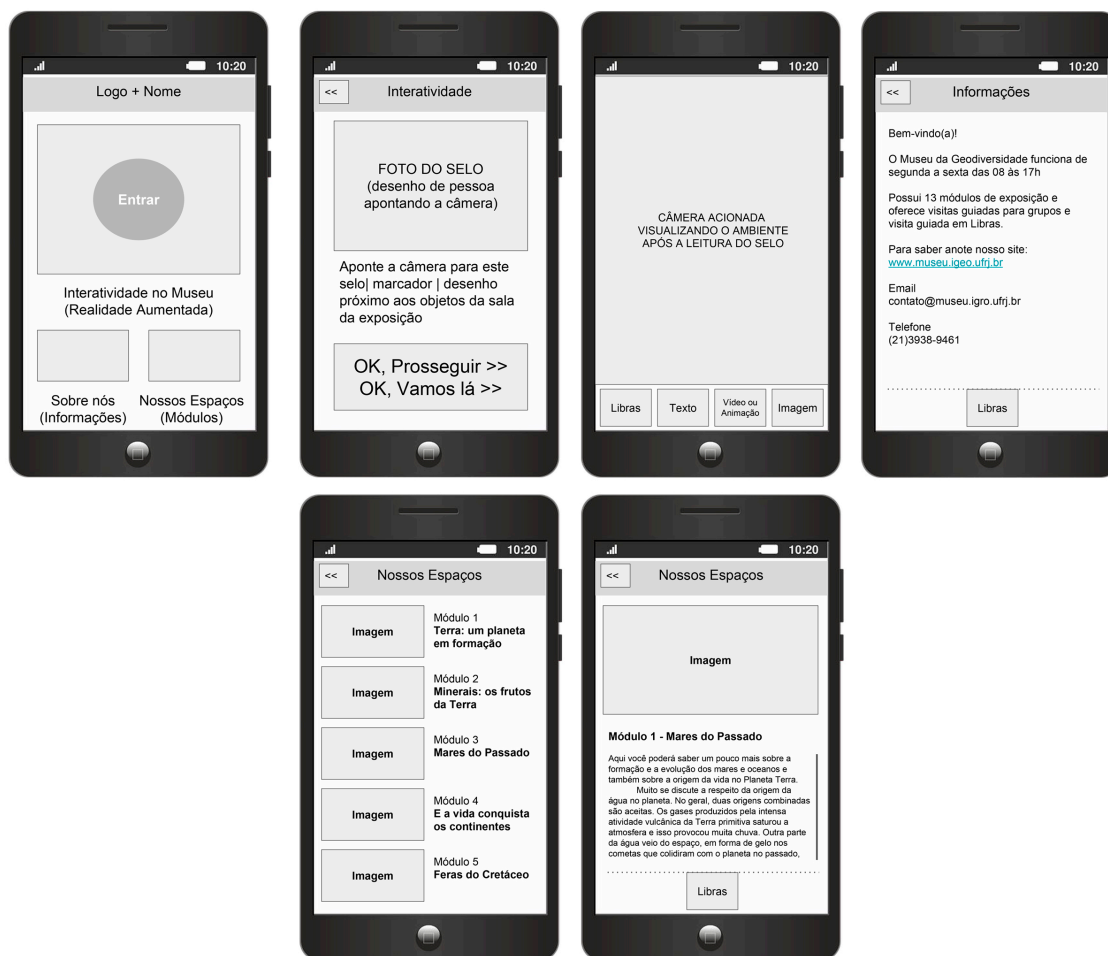 10:20
Logo + Nome
Entrar
Interatividade no Museu
(Realidade Aumentada)
Sobre nós
(Informações)
Nossos Espaços
(Módulos)
10:20
<<
Interatividade
FOTO DO SELO
(desenho de pessoa
apontando a câmera)
Aponte a câmera para este
selo| marcador | desenho
próximo aos objetos da sala
da exposição
OK, Prosseguir >>
OK, Vamos lá >>
10:20
CÂMERA ACIONADA
VISUALIZANDO O AMBIENTE
APÓS A LEITURA DO SELO
Libras
Texto
Vídeo ou
Animação
Imagem
10:20
<<
Informações
Bem-vindo(a)!
O Museu da Geodiversidade funciona de
segunda a sexta das 08 às 17h
Possui 13 módulos de exposição e
oferece visitas guiadas para grupos e
visita guiada em Libras.
Para saber anote nosso site:
www.museu.igeo.ufrj.br
Email
contato@museu.igro.ufrj.br
Telefone
(21)3938-9461
Libras
10:20
<<
Nossos Espaços
Imagem
Módulo 1
Terra: um planeta
em formação
Imagem
Módulo 2
Minerais: os frutos
da Terra
Imagem
Módulo 3
Mares do Passado
Imagem
Módulo 4
E a vida conquista
os continentes
Imagem
Módulo 5
Feras do Cretáceo
10:20
<<
Nossos Espaços
Imagem
Módulo 1 - Mares do Passado
Aqui você poderá saber um pouco mais sobre a
formação e a evolução dos mares e oceanos e
também sobre a origem da vida no Planeta Terra.
Muito se discute a respeito da origem da
água no planeta. No geral, duas origens combinadas
são aceitas. Os gases produzidos pela intensa
atividade vulcânica da Terra primitiva saturou a
atmosfera e isso provocou muita chuva. Outra parte
da água veio do espaço, em forma de gelo nos
cometas que colidiram com o planeta no passado,
Libras